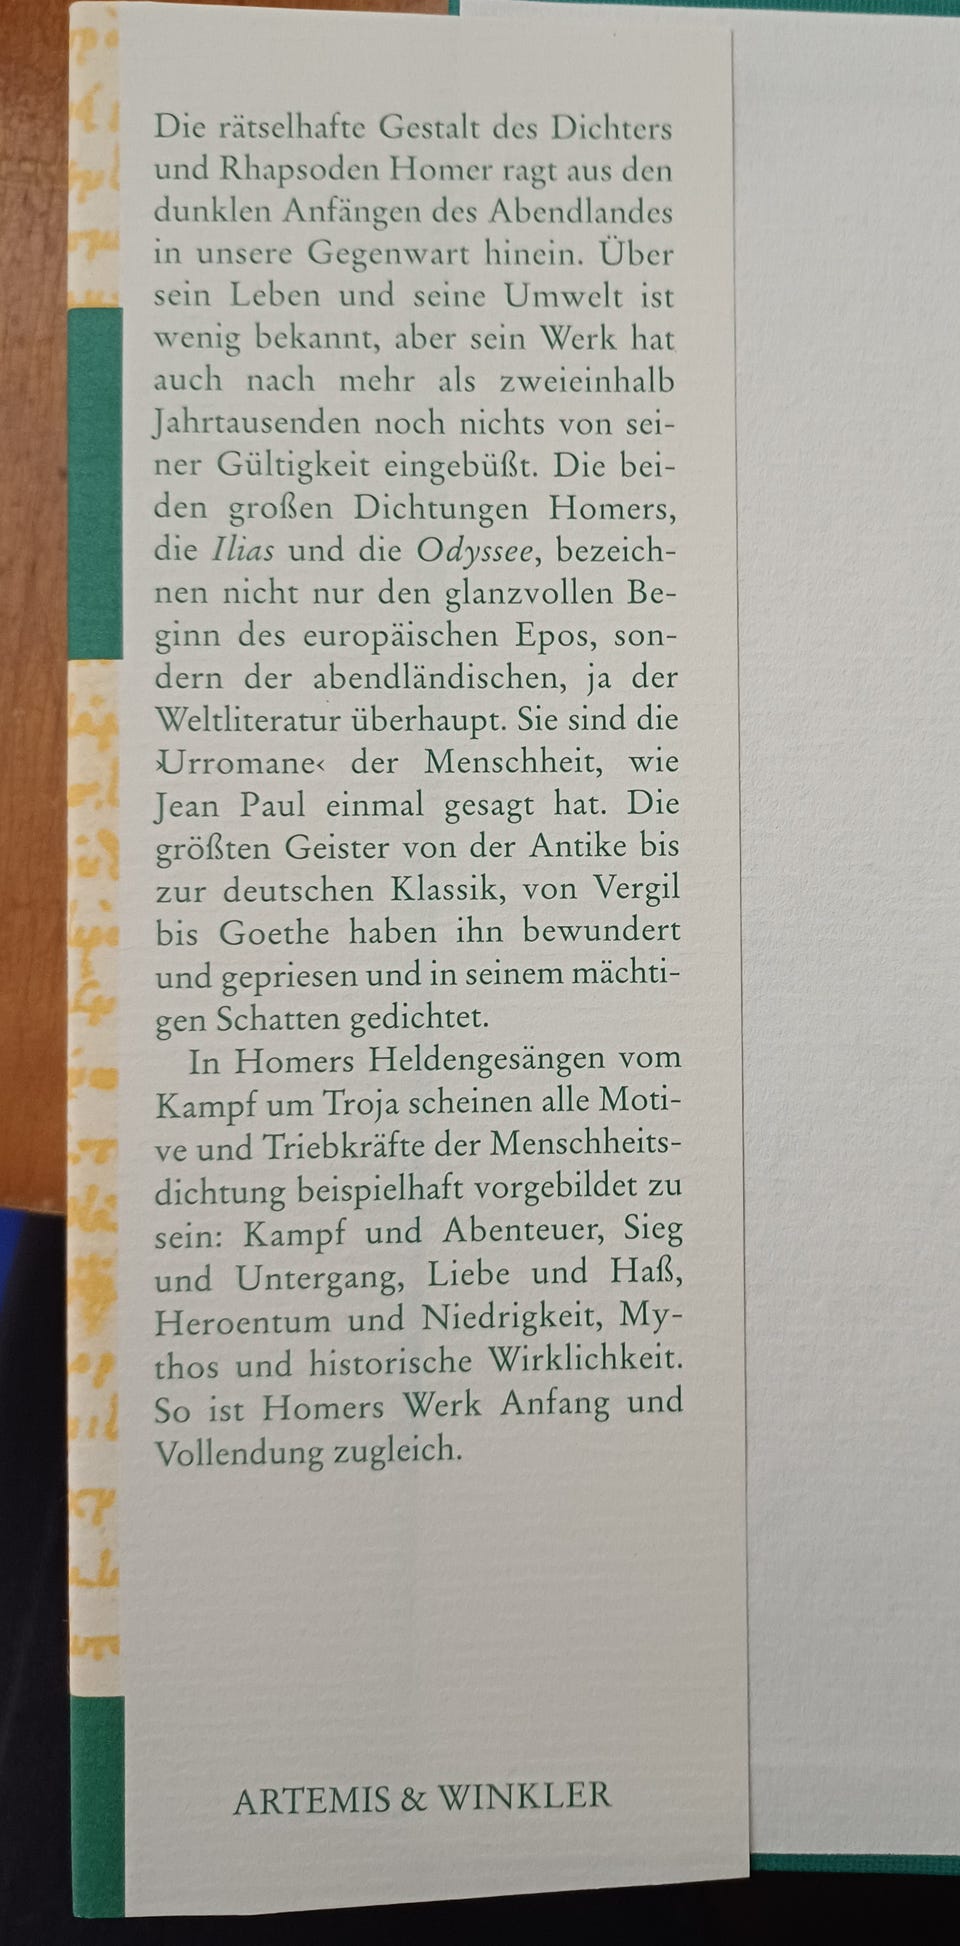 Die rätselhafte Gestalt des Dichters
und Rhapsoden Homer ragt aus den
dunklen Anfängen des Abendlandes
in unsere Gegenwart hinein. Über
sein Leben und seine Umwelt ist
wenig bekannt, aber sein Werk hat
auch nach mehr als zweieinhalb
Jahrtausenden noch nichts von sei-
ner Gültigkeit eingebüßt. Die bei-
den großen Dichtungen Homers,
die Ilias und die Odyssee, bezeich-
nen nicht nur den glanzvollen Be-
ginn des europäischen Epos, son-
dern der abendländischen, ja der
Weltliteratur überhaupt. Sie sind die
›Urromane‹ der Menschheit, wie
Jean Paul einmal gesagt hat. Die
größten Geister von der Antike bis
zur deutschen Klassik, von Vergil
bis Goethe haben ihn bewundert
und gepriesen und in seinem mächti-
gen Schatten gedichtet.
In Homers Heldengesängen vom
Kampf um Troja scheinen alle Moti-
ve und Triebkräfte der Menschheits-
dichtung beispielhaft vorgebildet zu
sein: Kampf und Abenteuer, Sieg
und Untergang, Liebe und Haß,
Heroentum und Niedrigkeit, My-
thos und historische Wirklichkeit.
So ist Homers Werk Anfang und
Vollendung zugleich.
ARTEMIS & WINKLER